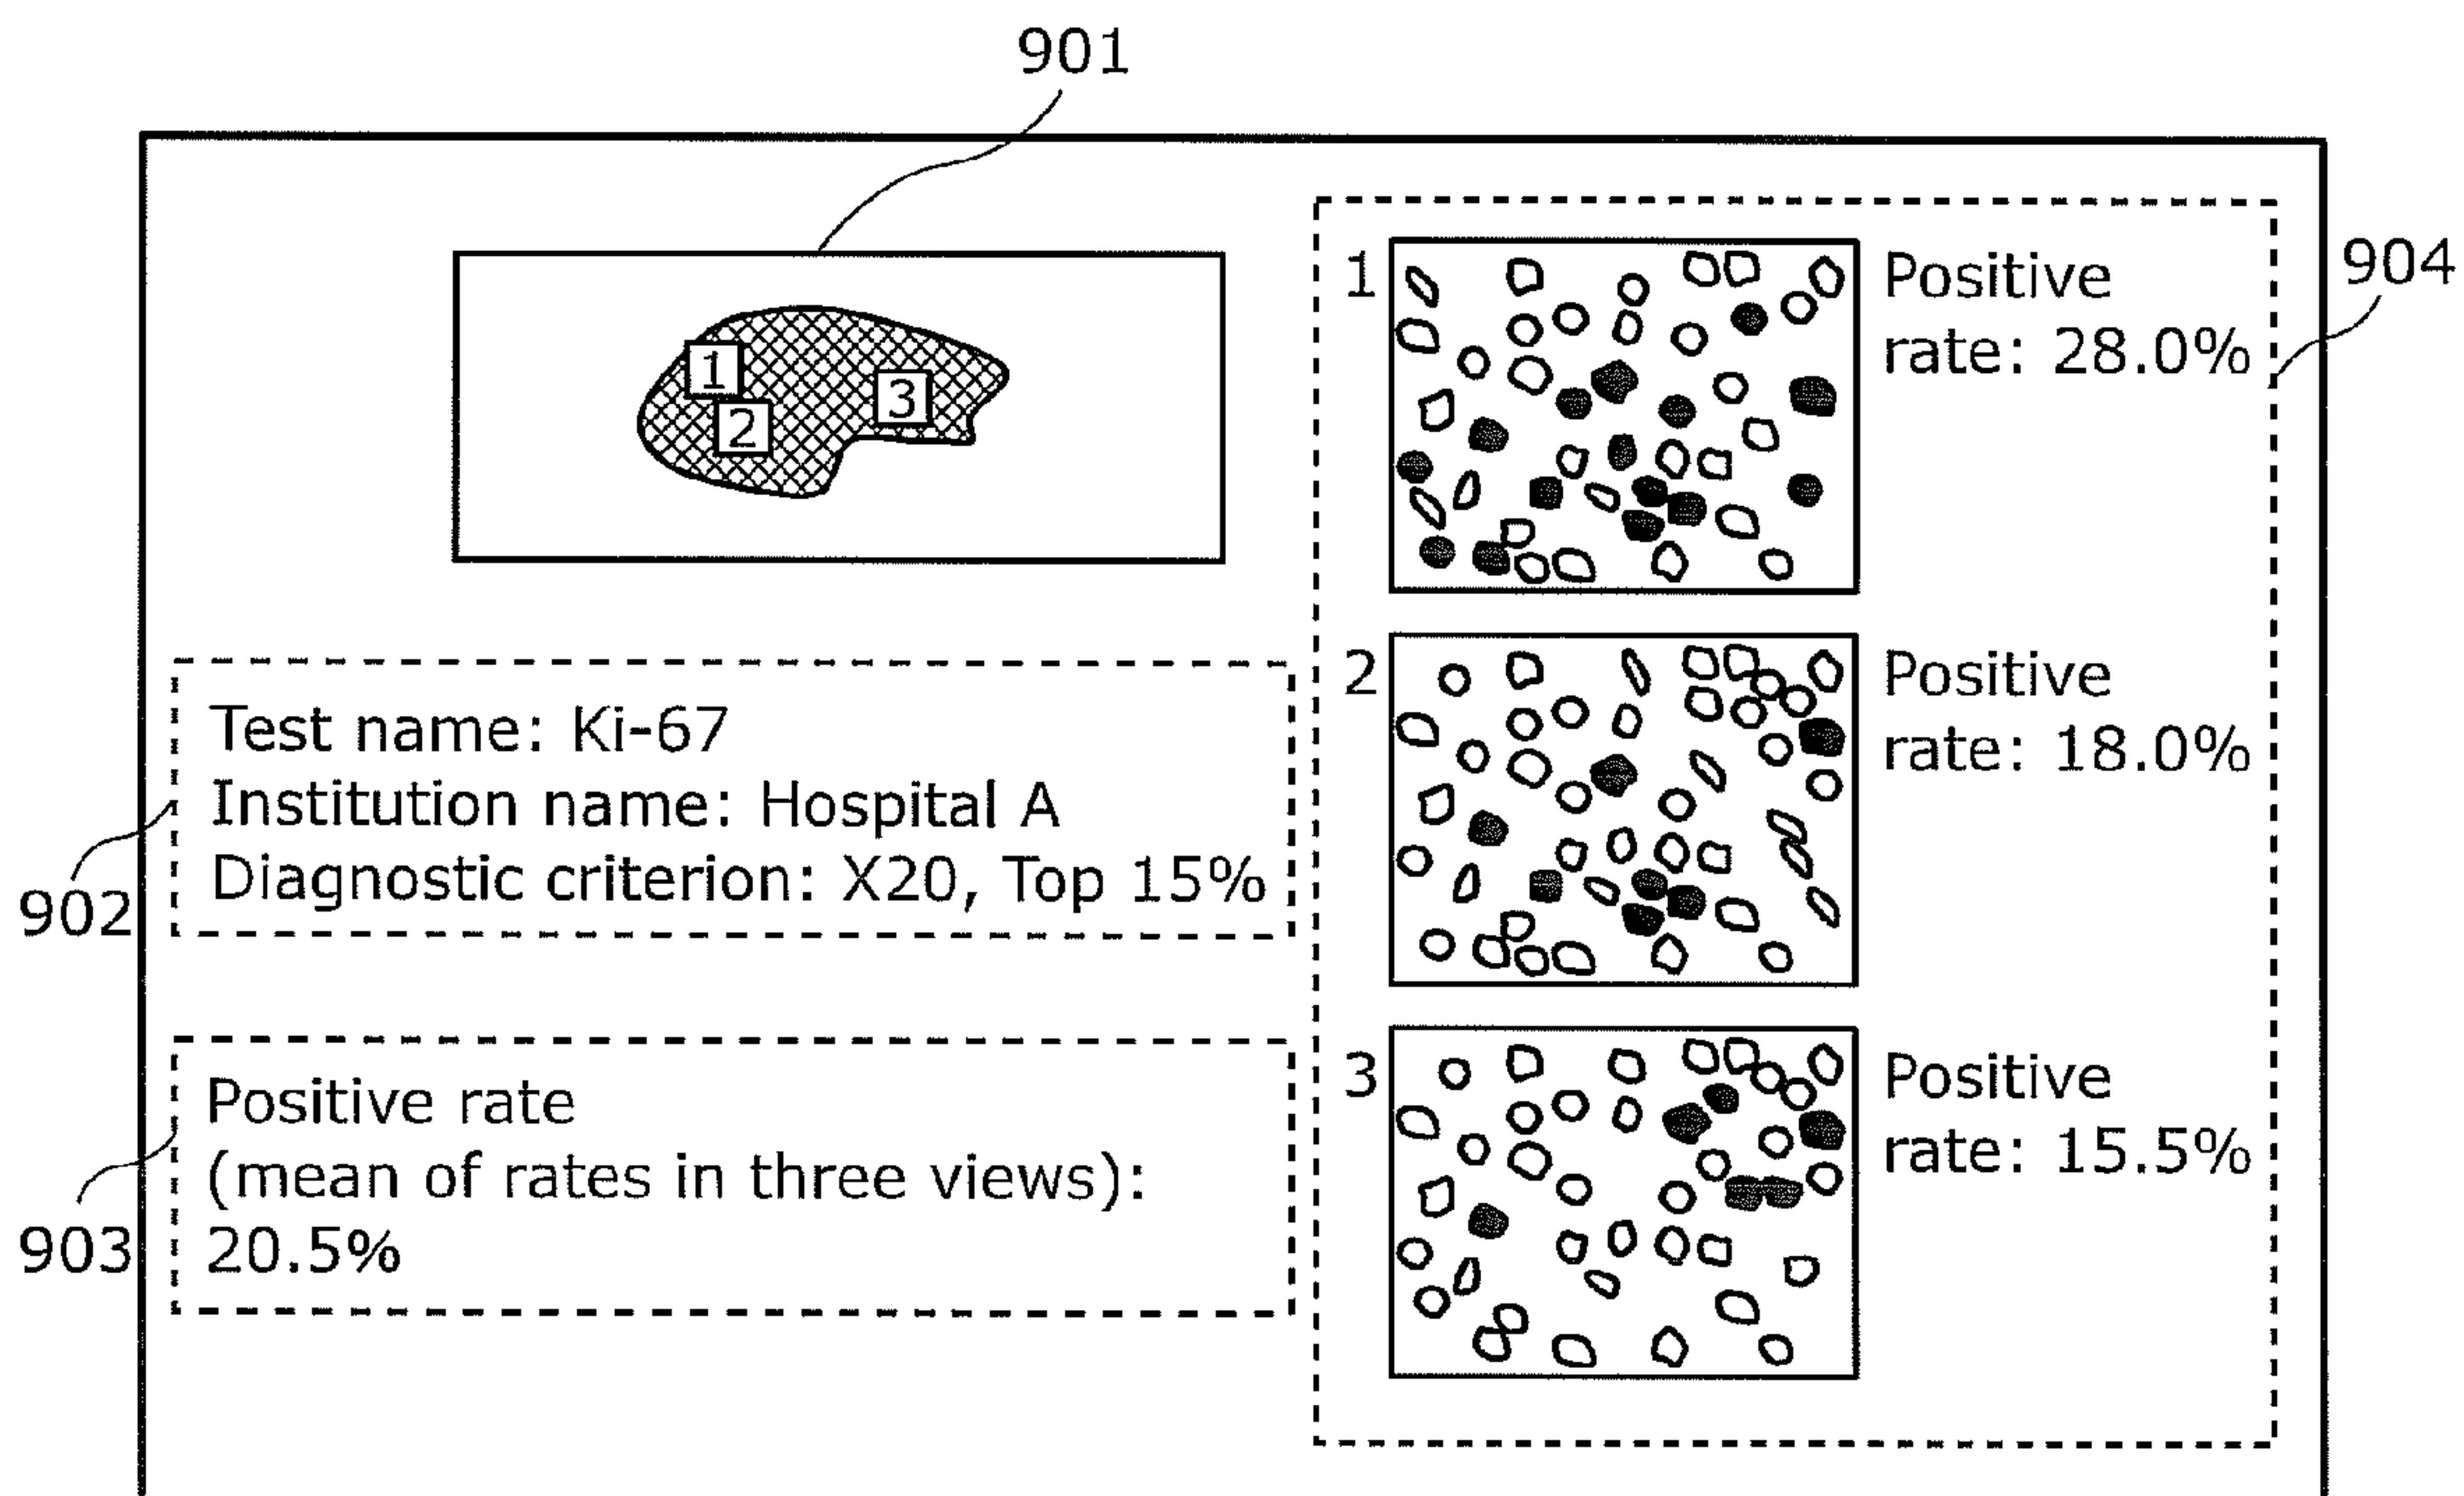 901
1
2
3
902
Test name: Ki-67
Institution name: Hospital A
Diagnostic criterion: X20, Top 15%
903
Positive rate
(mean of rates in three views):
20.5%
904
1
Positive
rate: 28.0%
2
Positive
rate: 18.0%
3
Positive
rate: 15.5%